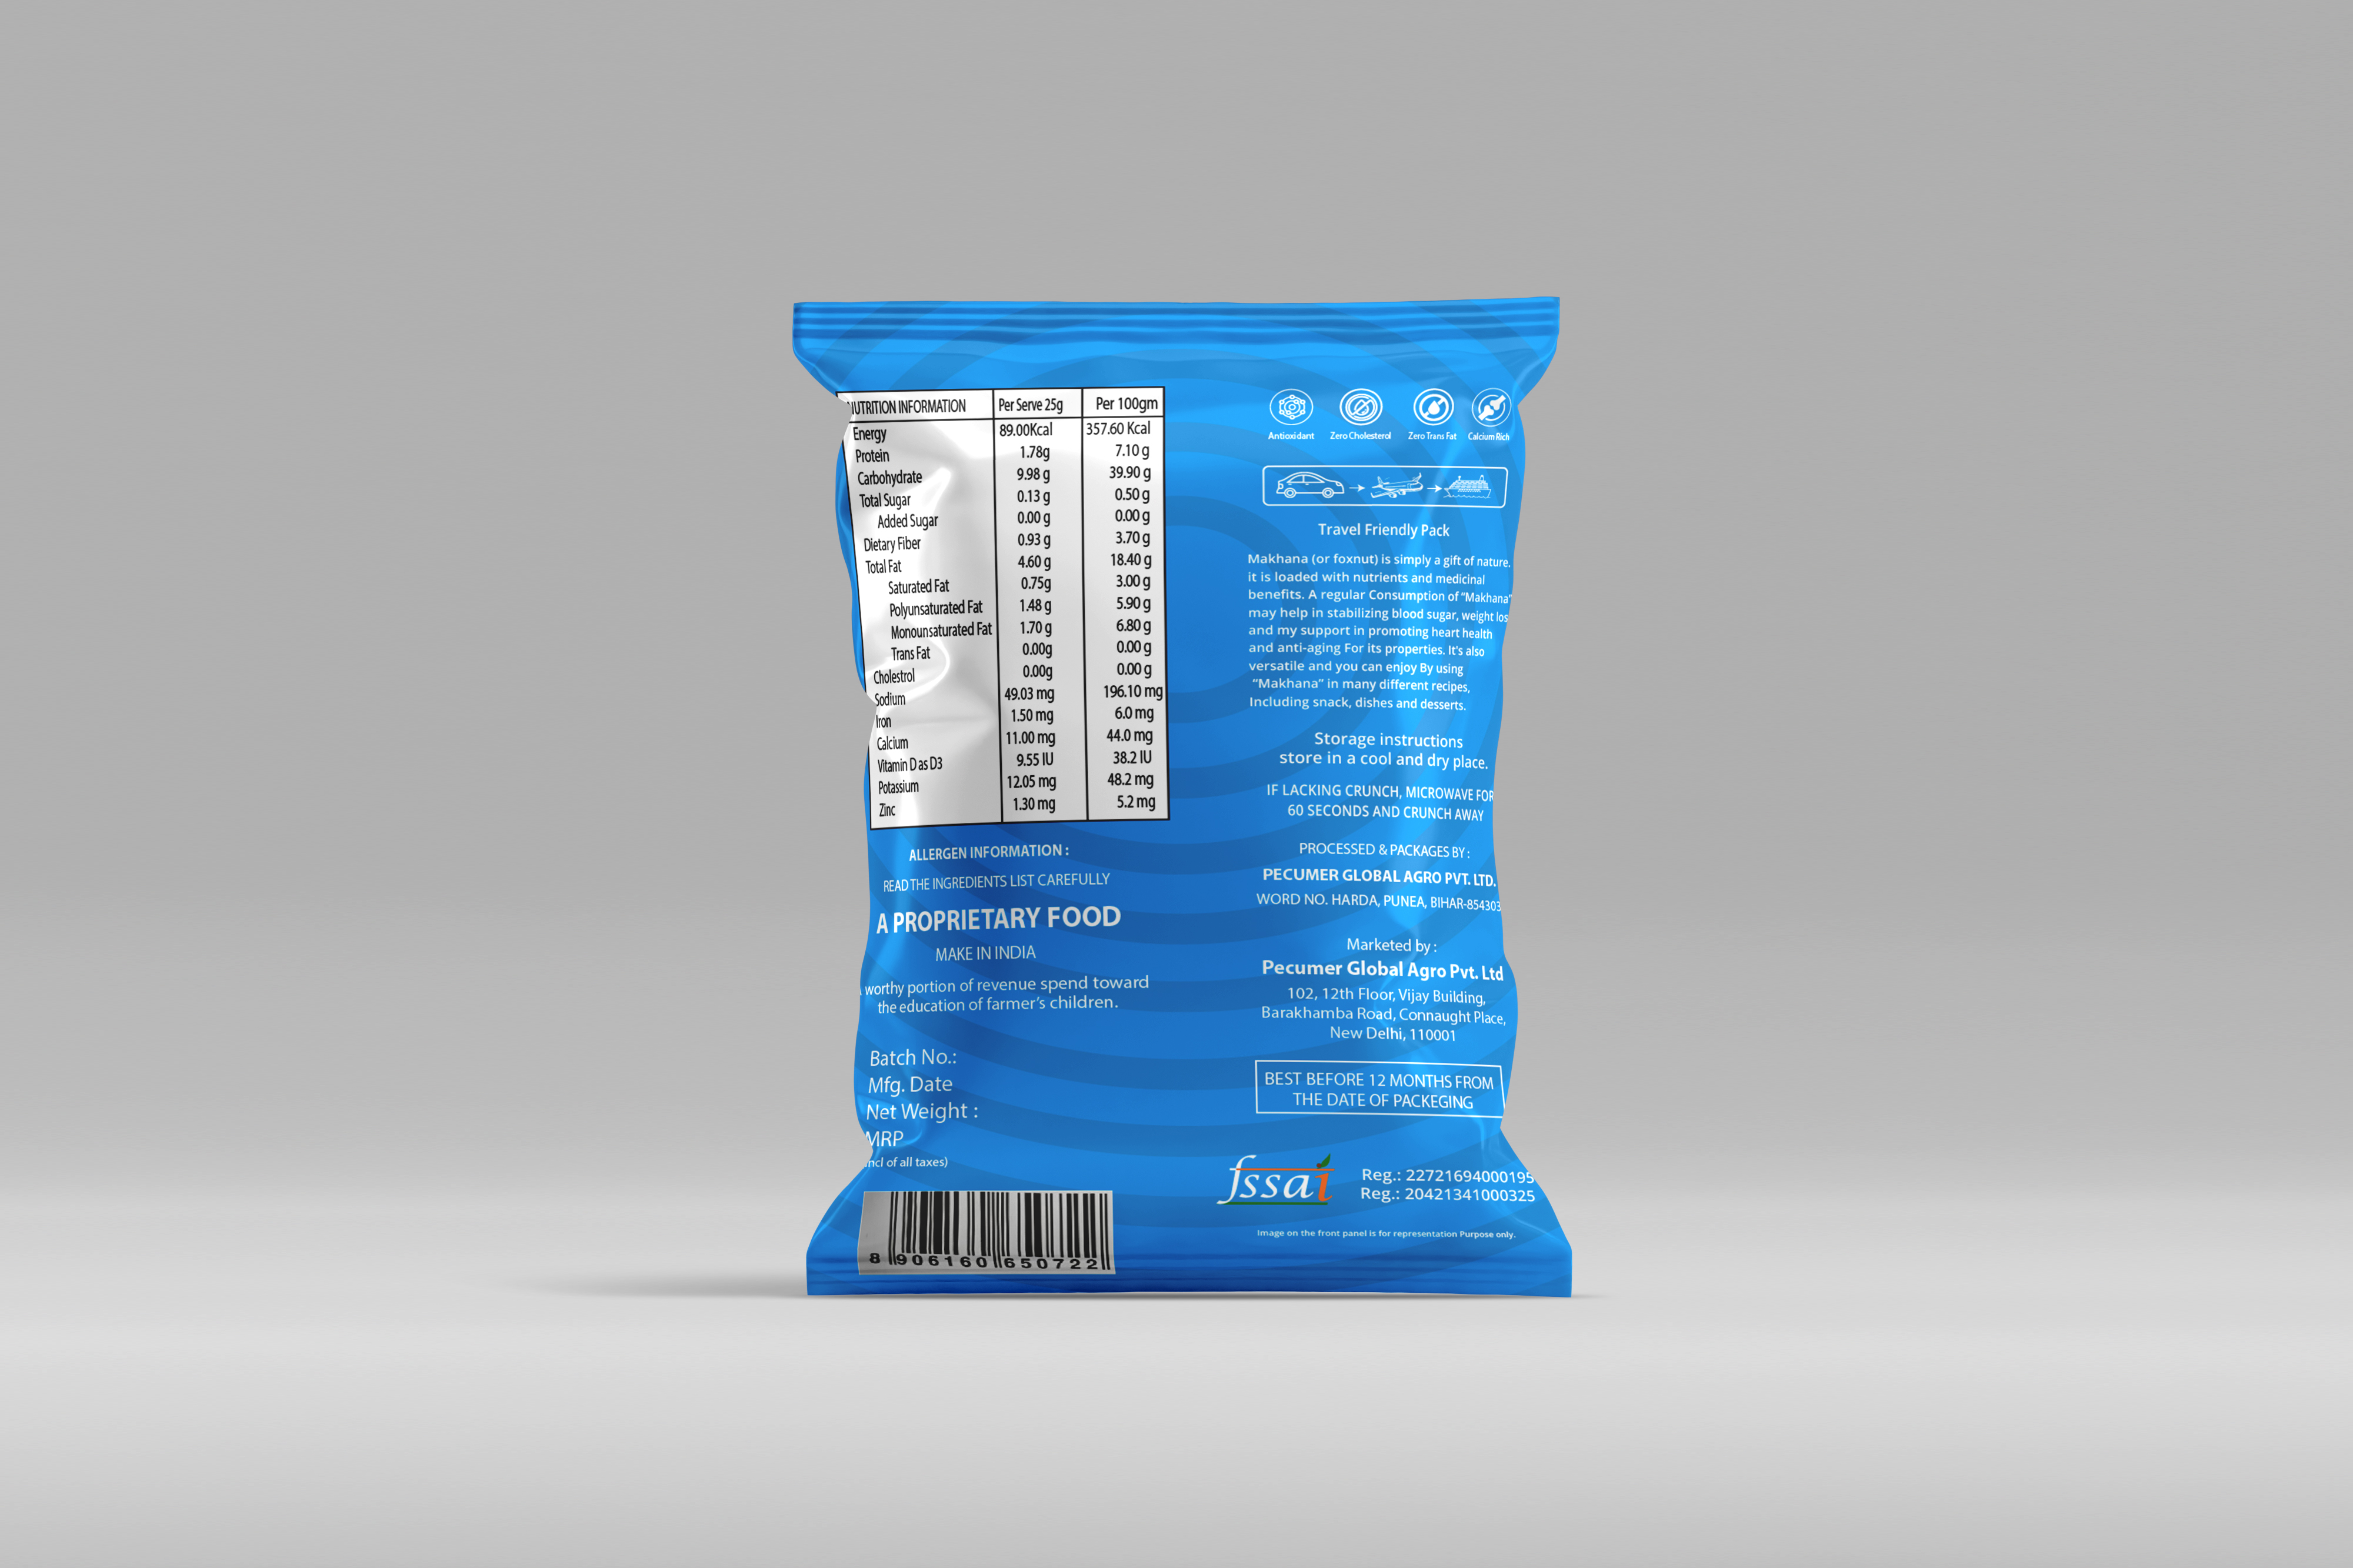 NUTRITION INFORMATION Per Serve 25g Per 100gm
Energy 89.00Kcal 357.60 Kcal
Protein 1.78g 7.10 g
Carbohydrate 9.98 g 39.90 g
Total Sugar 0.13 g 0.50 g
Added Sugar 0.00 g 0.00 g
Dietary Fiber 0.93 g 3.70 g
Total Fat 4.60 g 18.40 g
Saturated Fat 0.75g 3.00 g
Polyunsaturated Fat 1.48 g 5.90 g
Monounsaturated Fat 1.70 g 6.80 g
Trans Fat 0.00g 0.00 g
Cholestrol 0.00g 0.00 g
Sodium 49.03 mg 196.10 mg
Iron 1.50 mg 6.0 mg
Calcium 11.00 mg 44.0 mg
Vitamin D as D3 9.55 IU 38.2 IU
Potassium 12.05 mg 48.2 mg
Zinc 1.30 mg 5.2 mg
ALLERGEN INFORMATION :
READ THE INGREDIENTS LIST CAREFULLY
A PROPRIETARY FOOD
MAKE IN INDIA
worthy portion of revenue spend toward
the education of farmer's children.
Batch No.:
Mfg. Date
Net Weight :
MRP
incl of all taxes)
8 906160 650722
Antioxidant Zero Cholesterol Zero Trans Fat Calcium Rich
Travel Friendly Pack
Makhana (or foxnut) is simply a gift of nature.
it is loaded with nutrients and medicinal
benefits. A regular Consumption of "Makhana"
may help in stabilizing blood sugar, weight los
and my support in promoting heart health
and anti-aging For its properties. It's also
versatile and you can enjoy By using
"Makhana" in many different recipes,
Including snack, dishes and desserts.
Storage instructions
store in a cool and dry place.
IF LACKING CRUNCH, MICROWAVE FOR
60 SECONDS AND CRUNCH AWAY
PROCESSED & PACKAGES BY :
PECUMER GLOBAL AGRO PVT. LTD.
WORD NO. HARDA, PUNEA, BIHAR-854303
Marketed by :
Pecumer Global Agro Pvt. Ltd
102, 12th Floor, Vijay Building,
Barakhamba Road, Connaught Place,
New Delhi, 110001
BEST BEFORE 12 MONTHS FROM
THE DATE OF PACKEGING
fssai
Reg.: 22721694000195
Reg.: 20421341000325
Image on the front panel is for representation Purpose only.